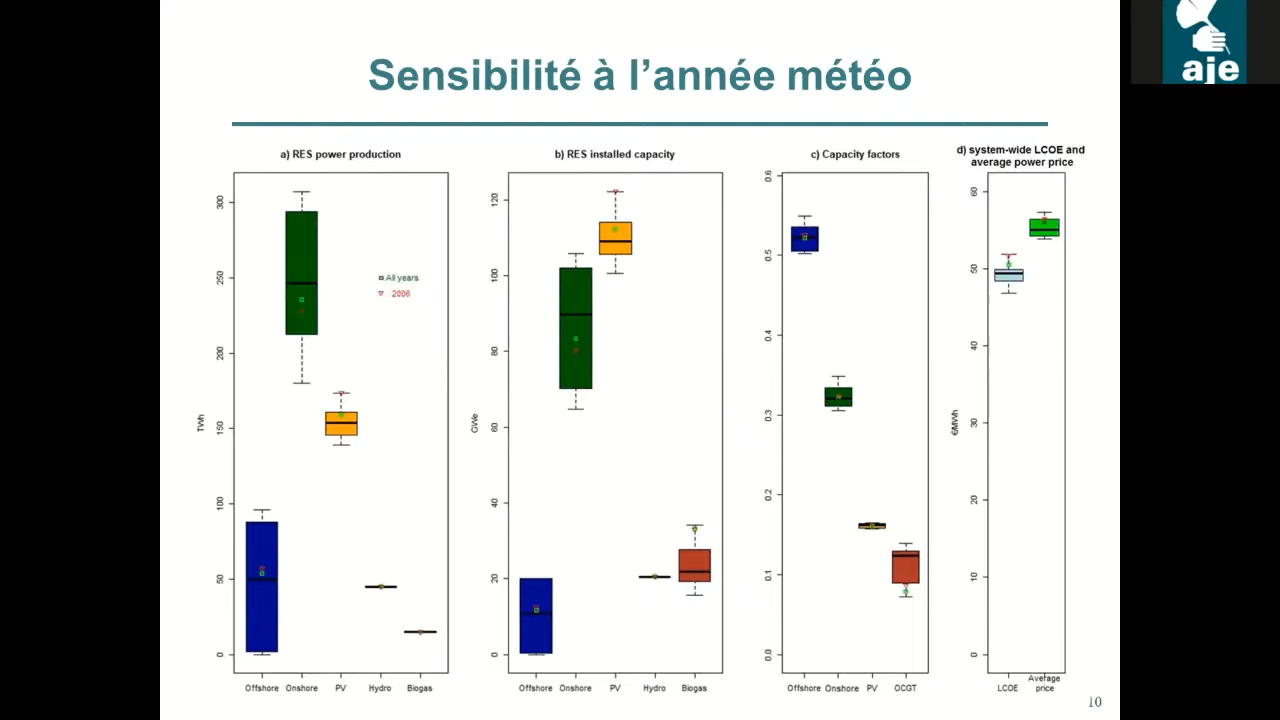 aje
Sensibilité à l'année météo
a) RES power production
b) RES installed capacity
c) Capacity factors
d) system-wide LCOE and
average power price
TWh
0
50
100
150
200
250
300
All years
2006
Offshore Onshore PV Hydro Biogas
GWe
0
20
40
60
80
100
120
Offshore Onshore PV Hydro Biogas
0.0
0.1
0.2
0.3
0.4
0.5
0.6
Offshore Onshore PV OCGT
€/MWh
0
10
20
30
40
50
60
LCOE
Average
price
10